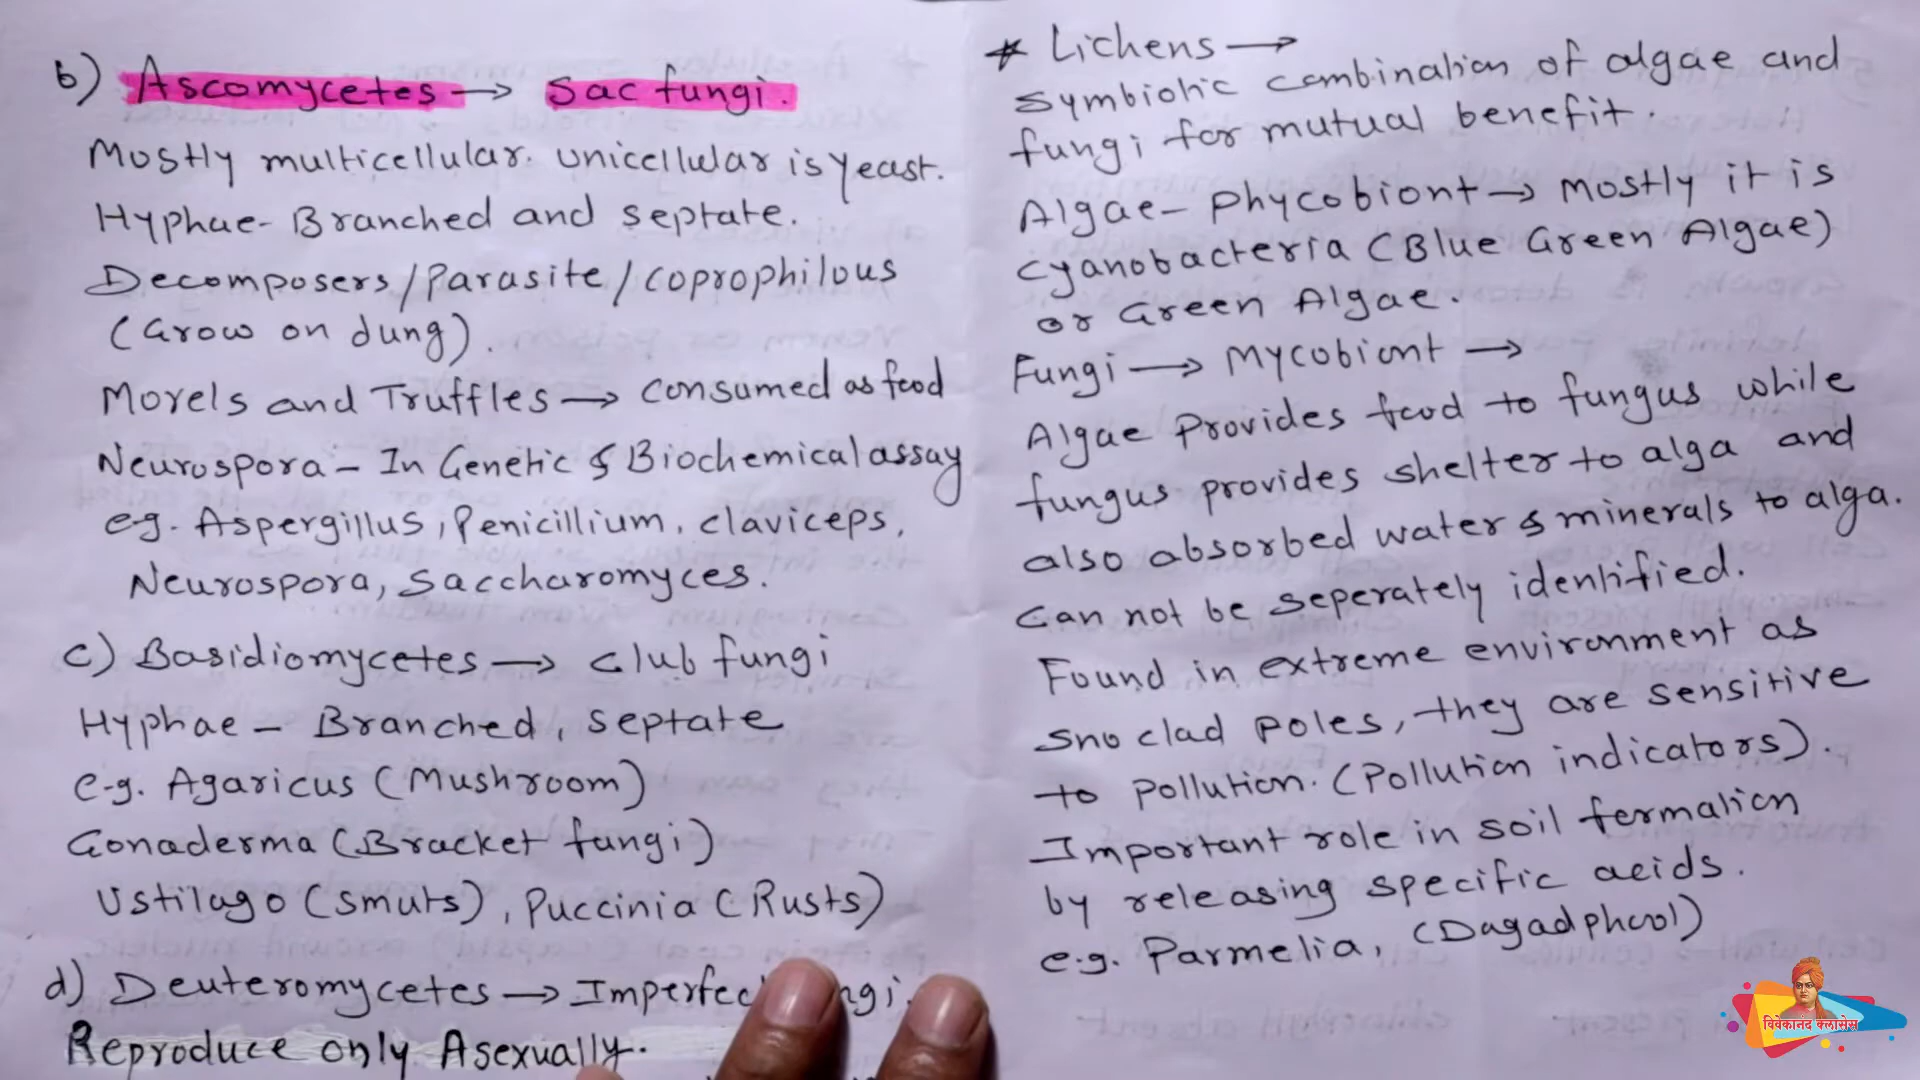 b) Ascomycetes → Sac fungi.
Mostly multicellular. unicellular is yeast.
Hyphae- Branched and septate.
Decomposers/Parasite/coprophilous
(Grow on dung).
Morels and Truffles → consumed as food
Neurospora - In Genetic & Biochemical assay
e.g. Aspergillus, Penicillium, claviceps,
Neurospora, Saccharomyces.
c) Basidiomycetes → club fungi
Hyphae - Branched, septate
e.g. Agaricus (Mushroom)
Gonaderma (Bracket fungi)
Ustilago (smuts), Puccinia (Rusts)
d) Deuteromycetes → Imperfec ngi.
Reproduce only Asexually.
* Lichens →
symbiotic combination of algae and
fungi for mutual benefit.
Algae - Phycobiont → Mostly it is
cyanobacteria (Blue Green Algae)
or Green Algae.
Fungi → Mycobiont →
Algae Provides food to fungus while
fungus provides shelter to alga and
also absorbed water & minerals to alga.
can not be seperately identified.
Found in extreme environment as
sno clad poles, they are sensitive
to pollution. (Pollution indicators).
Important role in soil formation
by releasing specific acids.
e.g. Parmelia, (Dagadphool)
विवेकानंद क्लासेस